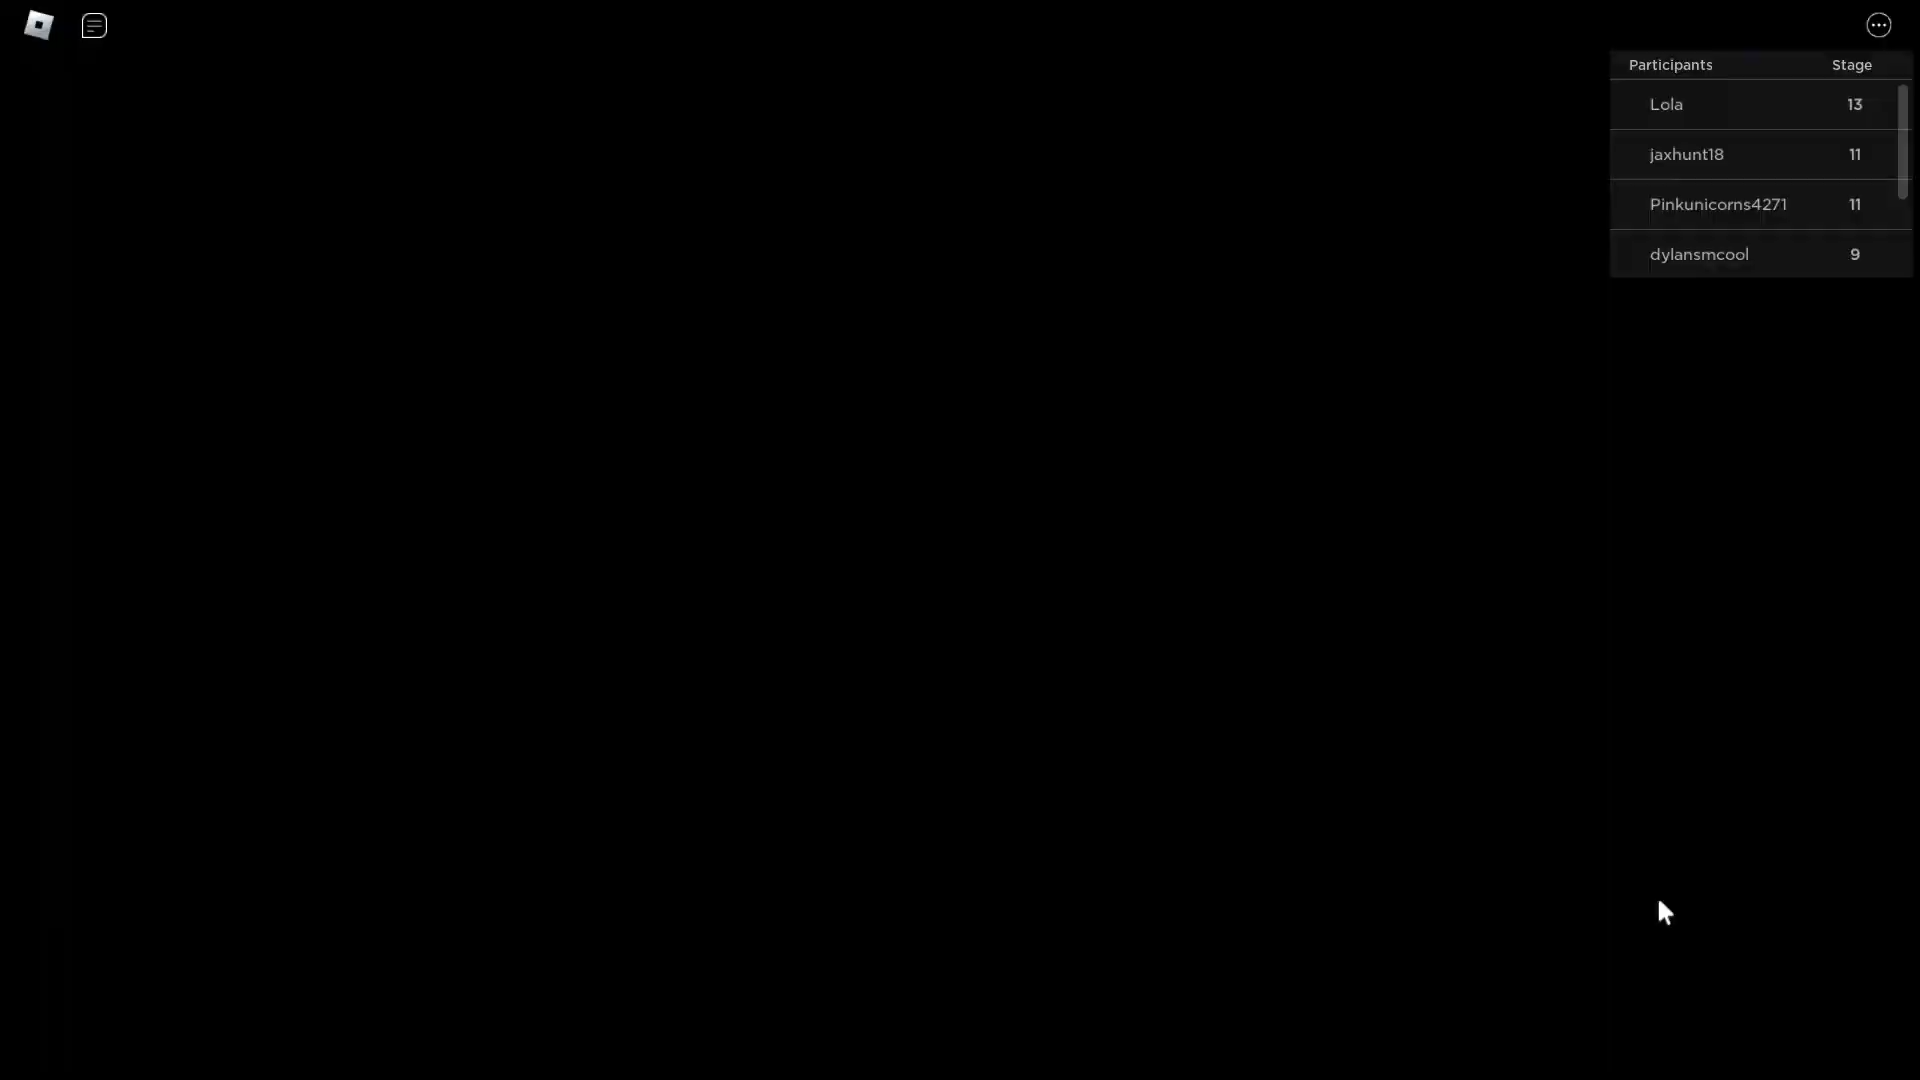 Participants Stage
Lola 13
jaxhunt18 11
Pinkunicorns4271 11
dylansmcool 9